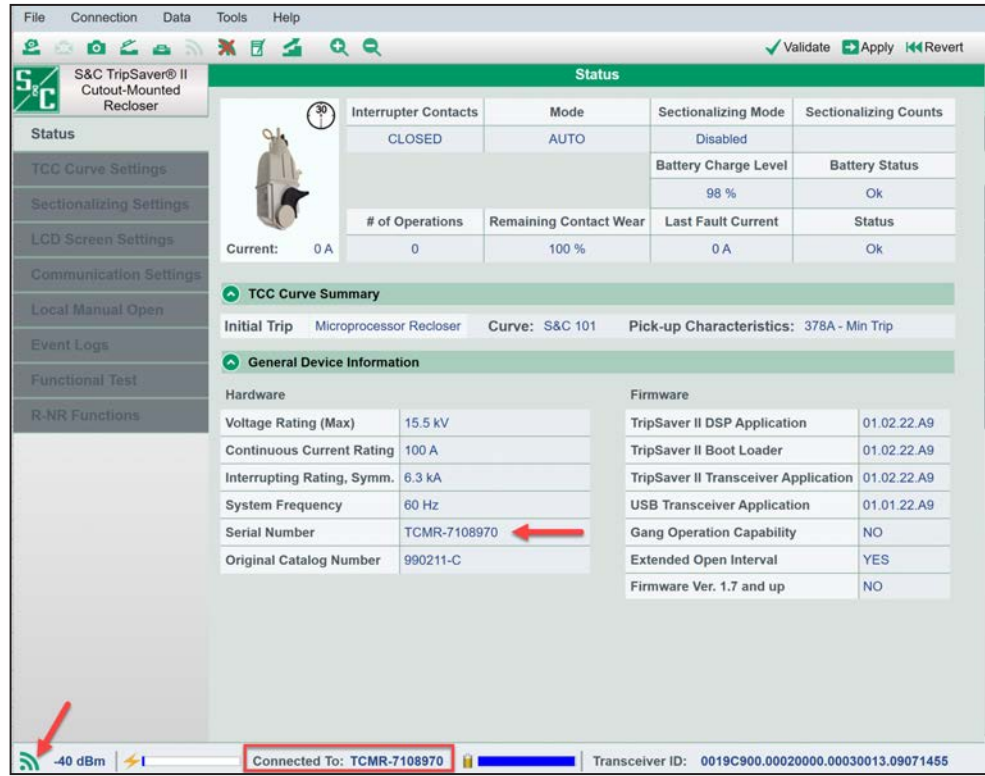 File Connection Data Tools Help
Validate Apply Revert
S&C
S&C TripSaver® II
Cutout-Mounted
Recloser
Status
Status
TCC Curve Settings
Sectionalizing Settings
LCD Screen Settings
Communication Settings
Local Manual Open
Event Logs
Functional Test
R-NR Functions
30
Current: 0 A
Interrupter Contacts Mode Sectionalizing Mode Sectionalizing Counts
CLOSED AUTO Disabled
Battery Charge Level Battery Status
98 % Ok
# of Operations Remaining Contact Wear Last Fault Current Status
0 100 % 0 A Ok
TCC Curve Summary
Initial Trip Microprocessor Recloser Curve: S&C 101 Pick-up Characteristics: 378A - Min Trip
General Device Information
Hardware
Voltage Rating (Max) 15.5 kV
Continuous Current Rating 100 A
Interrupting Rating, Symm. 6.3 kA
System Frequency 60 Hz
Serial Number TCMR-7108970
Original Catalog Number 990211-C
Firmware
TripSaver II DSP Application 01.02.22.A9
TripSaver II Boot Loader 01.02.22.A9
TripSaver II Transceiver Application 01.02.22.A9
USB Transceiver Application 01.01.22.A9
Gang Operation Capability NO
Extended Open Interval YES
Firmware Ver. 1.7 and up NO
-40 dBm Connected To: TCMR-7108970 Transceiver ID: 0019C900.00020000.00030013.09071455